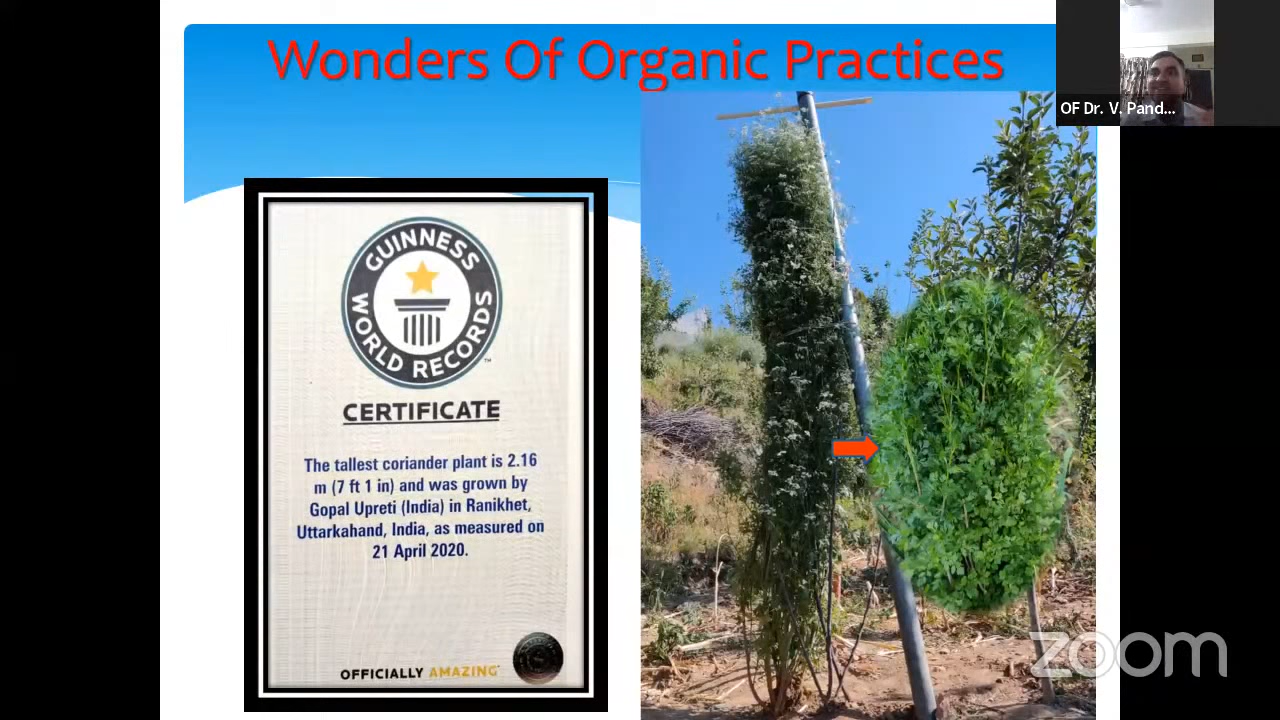 Wonders Of Organic Practices
OF Dr. V. Pand...
GUINNESS
WORLD RECORDS
TM
CERTIFICATE
The tallest coriander plant is 2.16
m (7 ft 1 in) and was grown by
Gopal Upreti (India) in Ranikhet,
Uttarkahand, India, as measured on
21 April 2020.
OFFICIALLY AMAZING
zoom